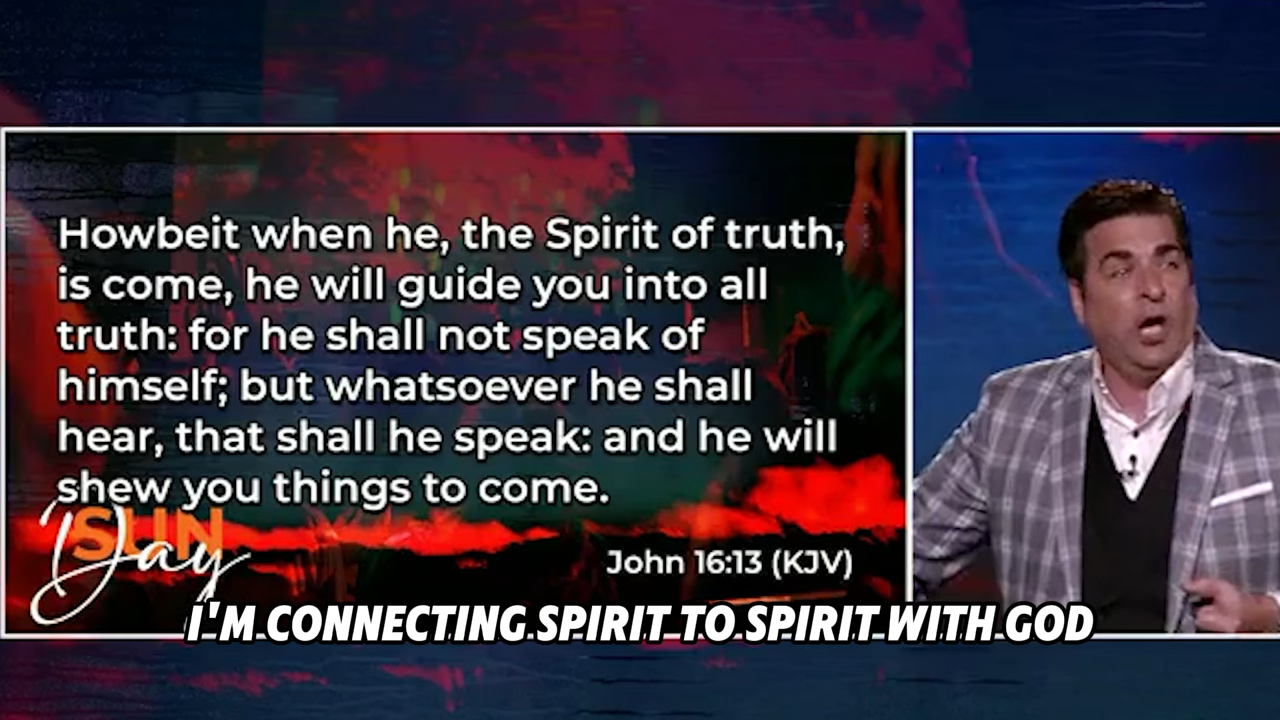 Howbeit when he, the Spirit of truth,
is come, he will guide you into all
truth: for he shall not speak of
himself; but whatsoever he shall
hear, that shall he speak: and he will
shew you things to come.
SUN
Day
John 16:13 (KJV)
I'M CONNECTING SPIRIT TO SPIRIT WITH GOD